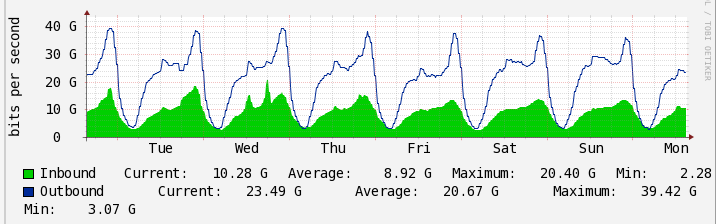 40 G
30 G
20 G
10 G
0
bits per second
Tue Wed Thu Fri Sat Sun Mon
Inbound Current: 10.28 G Average: 8.92 G Maximum: 20.40 G Min: 2.28
Outbound Current: 23.49 G Average: 20.67 G Maximum: 39.42 G
Min: 3.07 G
/ TOBI OETIKER